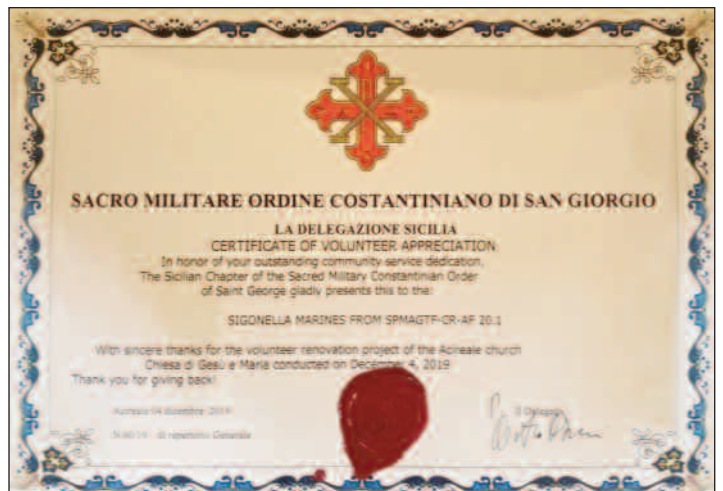 SACRO MILITARE ORDINE COSTANTINIANO DI SAN GIORGIO
LA DELEGAZIONE SICILIA
CERTIFICATE OF VOLUNTEER APPRECIATION
In honor of your outstanding community service dedication,
The Sicilian Chapter of the Sacred Military Constantinian Order
of Saint George gladly presents this to the:
SIGONELLA MARINES FROM SPMAGTF-CR-AF 20.1
With sincere thanks for the volunteer renovation project of the Acireale church
Chiesa di Gesù e Maria conducted on December 4, 2019
Thank you for giving back!
Acireale 04 dicembre 2019
Il Delegato
di repertorio Generale